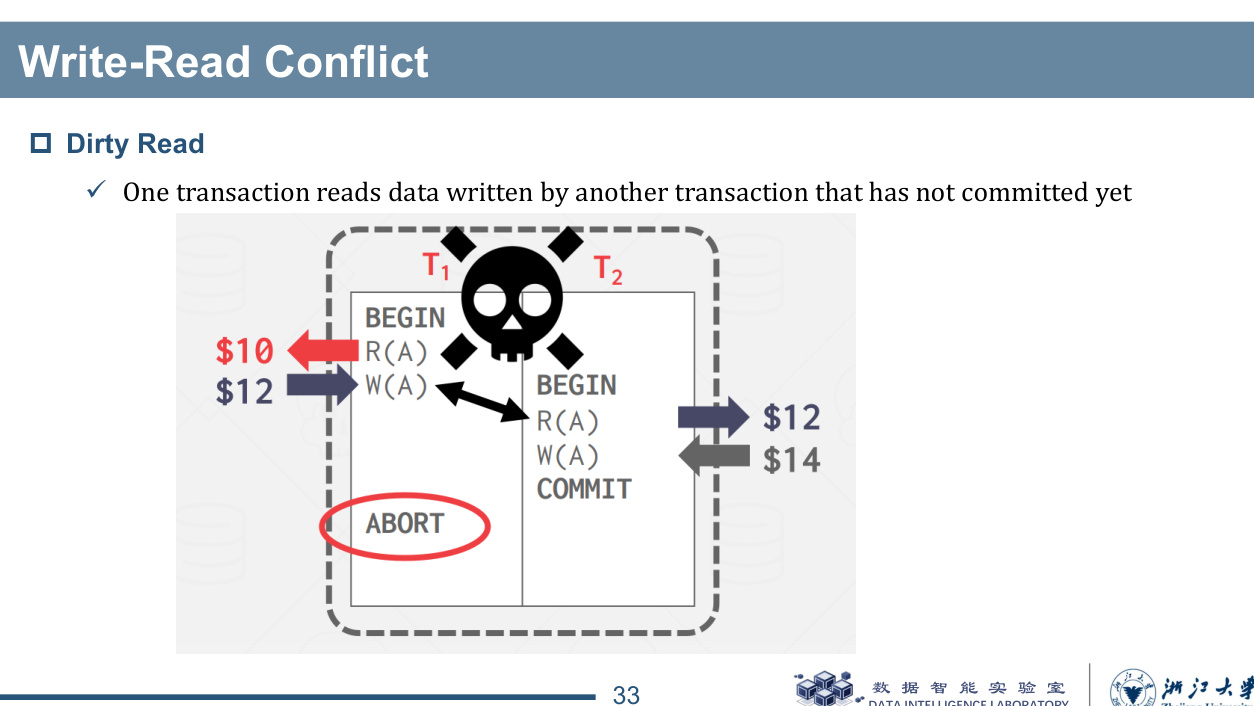 Write-Read Conflict
Dirty Read
One transaction reads data written by another transaction that has not committed yet
T1
T2
BEGIN
$10
R(A)
$12
W(A)
BEGIN
R(A)
$12
W(A)
$14
COMMIT
ABORT
33
数据智能实验室
DATA INTELLIGENCE LABORATORY
浙江大学
Zhejiang University